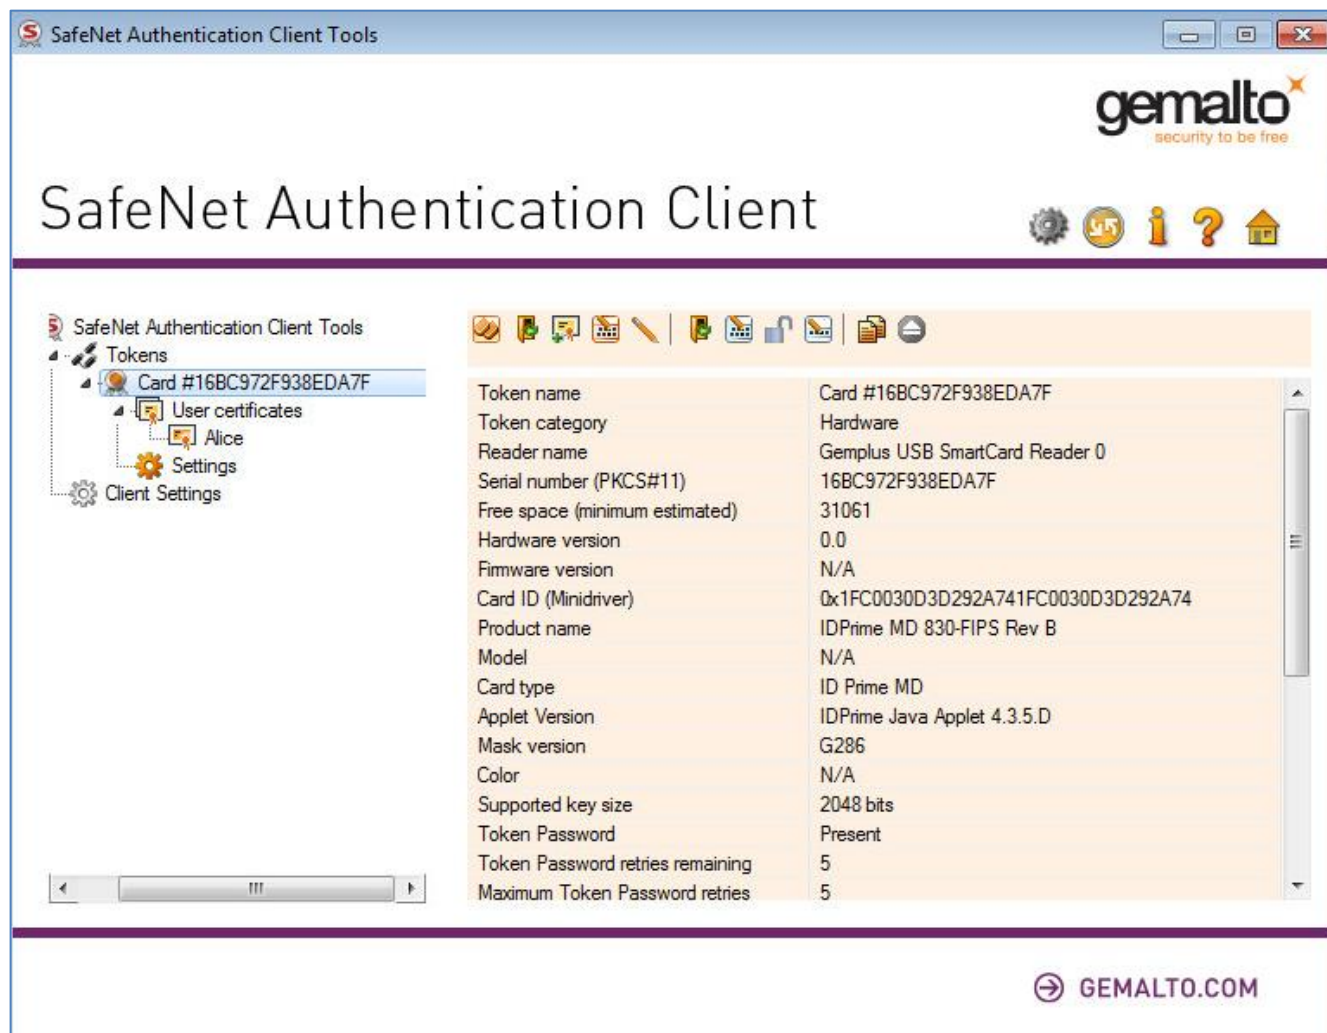 SafeNet Authentication Client Tools
gemalto
security to be free
SafeNet Authentication Client
SafeNet Authentication Client Tools
Tokens
Card #16BC972F938EDA7F
User certificates
Alice
Settings
Client Settings
Token name Card #16BC972F938EDA7F
Token category Hardware
Reader name Gemplus USB SmartCard Reader 0
Serial number (PKCS#11) 16BC972F938EDA7F
Free space (minimum estimated) 31061
Hardware version 0.0
Firmware version N/A
Card ID (Minidriver) 0x1FC0030D3D292A741FC0030D3D292A74
Product name IDPrime MD 830-FIPS Rev B
Model N/A
Card type ID Prime MD
Applet Version IDPrime Java Applet 4.3.5.D
Mask version G286
Color N/A
Supported key size 2048 bits
Token Password Present
Token Password retries remaining 5
Maximum Token Password retries 5
GEMALTO.COM